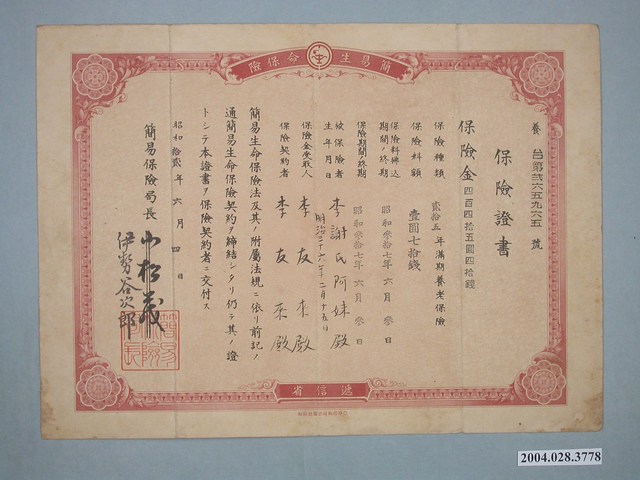 簡易生命保險
養 台第弐六五九六五 號
保險證書
保險金 四百四拾五圓四拾錢
保險種類 貳拾五年滿期養老保險
保險料額 壹圓七拾錢
保險料拂込期間ノ終期 昭和參拾七年六月參日
保險期間ノ終期 昭和參拾七年六月參日
被保險者 李謝氏阿妹殿
生年月日 明治二十六年二月十五日
保險金受取人 李友来殿
保險契約者 李友来殿
簡易生命保險法及其ノ附屬法規ニ依リ前記ノ
通簡易生命保險契約ヲ締結シタリ仍テ其ノ證
トシテ本證書ヲ保險契約者ニ交付ス
昭和拾貳年六月四日
簡易保險局長
伊勢谷次郎
遞信省
2004.028.3778